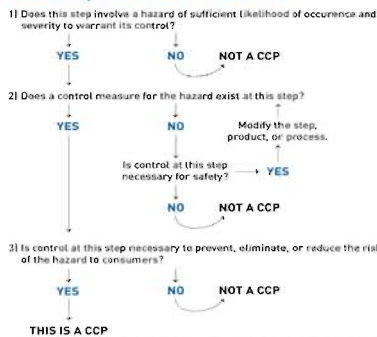 1) Does this step involve a hazard of sufficient likelihood of occurence and
severity to warrant its control?
YES NO NOT A CCP
2) Does a control measure for the hazard exist at this step?
YES NO Modify the step,
product, or process.
Is control at this step
necessary for safety? YES
NO NOT A CCP
3) Is control at this step necessary to prevent, eliminate, or reduce the ris
of the hazard to consumers?
YES NO NOT A CCP
THIS IS A CCP